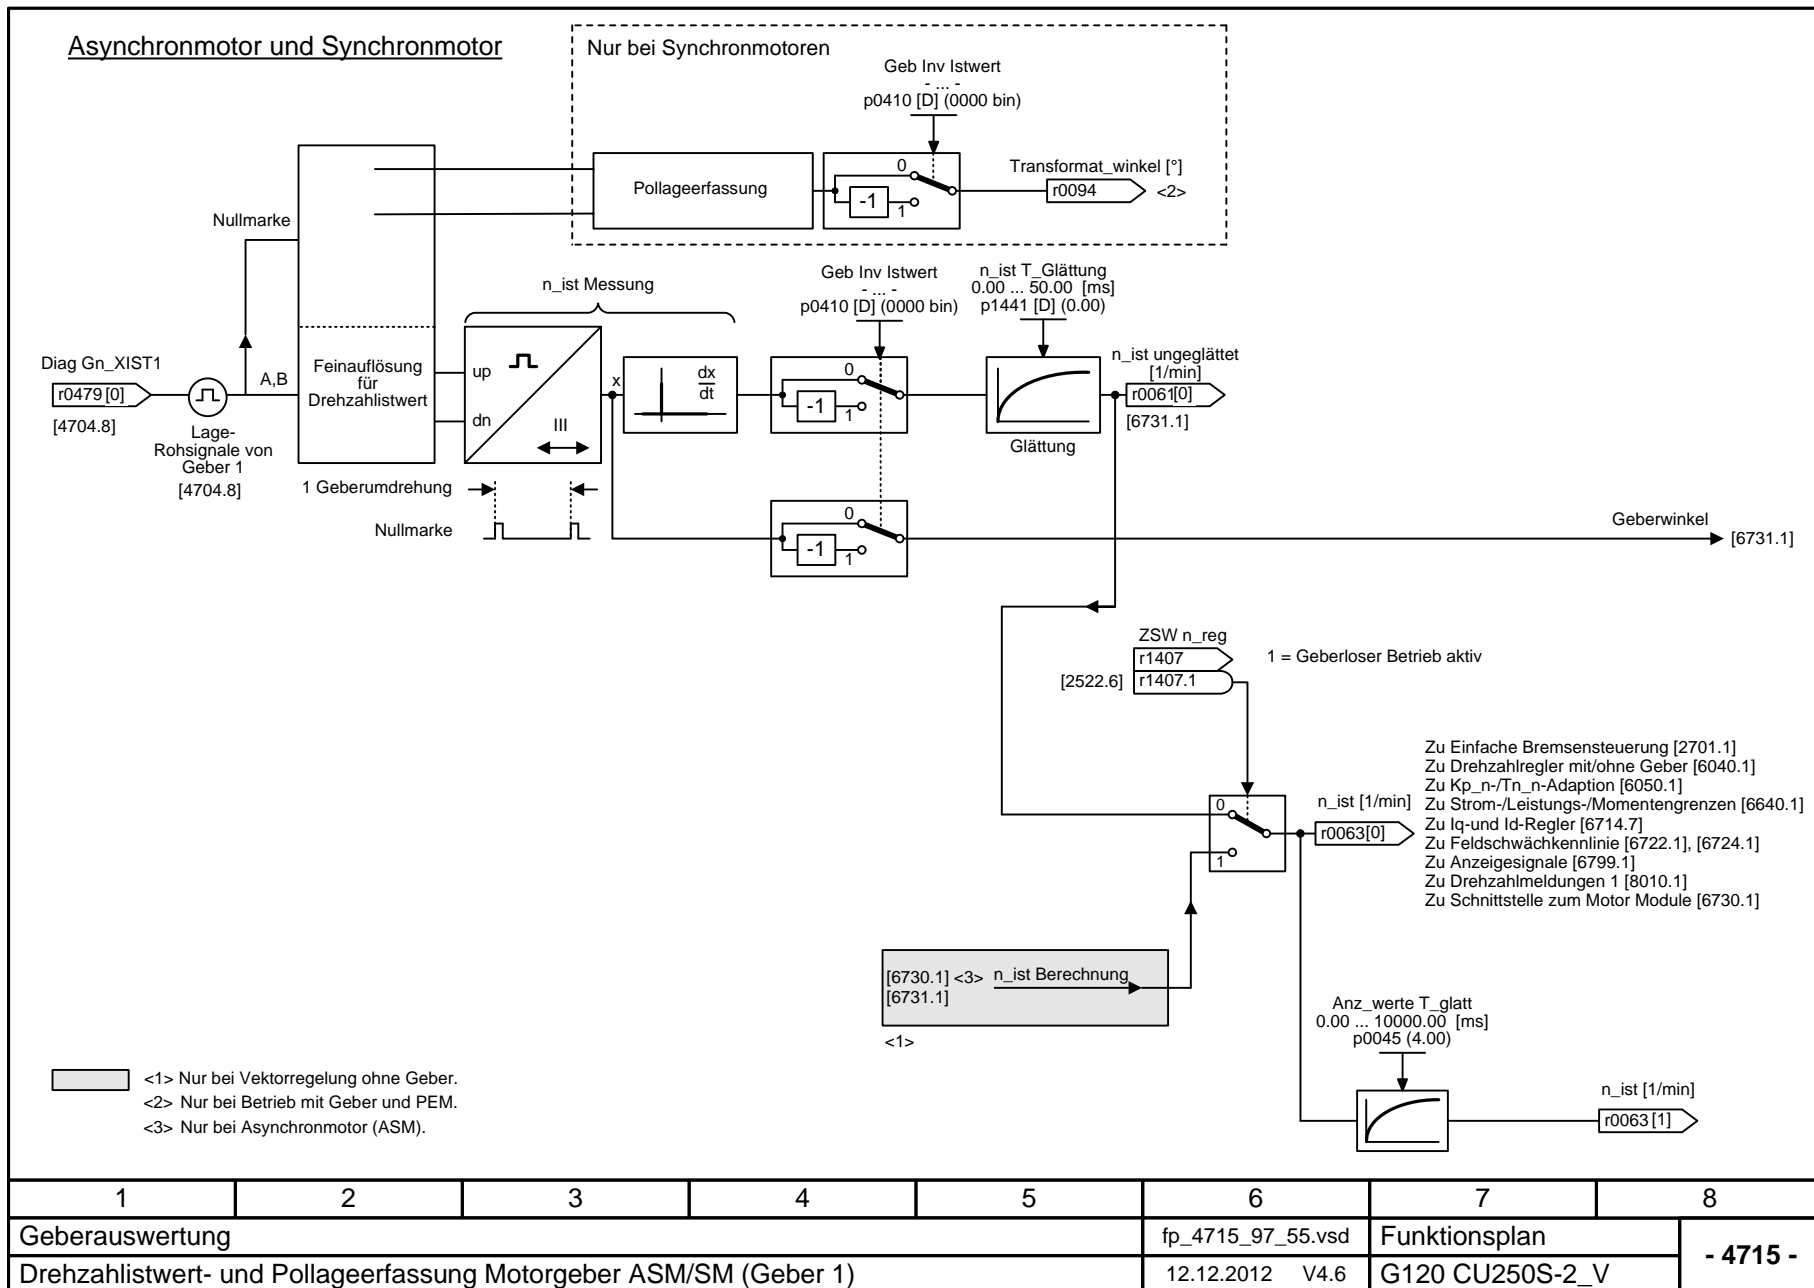 Asynchronmotor und Synchronmotor
Nur bei Synchronmotoren
Geb Inv Istwert
- ... -
p0410 [D] (0000 bin)
0
-1
1
Pollageerfassung
Transformat_winkel [°]
r0094
<2>
Nullmarke
n_ist Messung
Geb Inv Istwert
- ... -
p0410 [D] (0000 bin)
n_ist T_Glättung
0.00 ... 50.00 [ms]
p1441 [D] (0.00)
Diag Gn_XIST1
r0479 [0]
[4704.8]
A,B
Lage-
Rohsignale von
Geber 1
[4704.8]
Feinauflösung
für
Drehzahlistwert
up
dn
III
x
dx
dt
0
-1
1
Glättung
n_ist ungeglättet
[1/min]
r0061[0]
[6731.1]
1 Geberumdrehung
Nullmarke
0
-1
1
Geberwinkel
[6731.1]
ZSW n_reg
r1407
1 = Geberloser Betrieb aktiv
[2522.6]
r1407.1
0
1
n_ist [1/min]
r0063[0]
Zu Einfache Bremsensteuerung [2701.1]
Zu Drehzahlregler mit/ohne Geber [6040.1]
Zu Kp_n-/Tn_n-Adaption [6050.1]
Zu Strom-/Leistungs-/Momentengrenzen [6640.1]
Zu Iq-und Id-Regler [6714.7]
Zu Feldschwächkennlinie [6722.1], [6724.1]
Zu Anzeigesignale [6799.1]
Zu Drehzahlmeldungen 1 [8010.1]
Zu Schnittstelle zum Motor Module [6730.1]
[6730.1] <3> n_ist Berechnung
[6731.1]
<1>
Anz_werte T_glatt
0.00 ... 10000.00 [ms]
p0045 (4.00)
n_ist [1/min]
r0063 [1]
<1> Nur bei Vektorregelung ohne Geber.
<2> Nur bei Betrieb mit Geber und PEM.
<3> Nur bei Asynchronmotor (ASM).
1 2 3 4 5 6 7 8
Geberauswertung
fp_4715_97_55.vsd
Funktionsplan
- 4715 -
Drehzahlistwert- und Pollageerfassung Motorgeber ASM/SM (Geber 1)
12.12.2012 V4.6
G120 CU250S-2_V